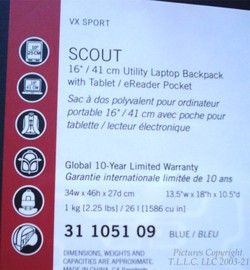 VX SPORT
SCOUT
16" / 41 cm Utility Laptop Backpack
with Tablet / eReader Pocket
Sac à dos polyvalent pour ordinateur
portable 16" / 41 cm avec poche pour
tablette / lecteur électronique
Global 10-Year Limited Warranty
Garantie internationale limitée de 10 ans
34w x 46h x 27d cm 13.5"w x 18"h x 10.5"d
1 kg [2.25 lbs] / 26 l [1586 cu in]
31 1051 09 BLUE / BLEU
DIMENSIONS, WEIGHTS AND
CAPACITIES ARE APPROXIMATE.
MADE IN CHINA
Pictures Copyright
T.L.C. LLC 2003-21